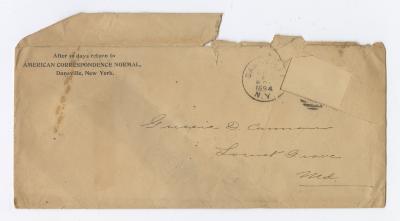 After 10 days return to
AMERICAN CORRESPONDENCE NORMAL,
Dansville, New York.
1894
N.Y.
D.
Locust Grove
Md.